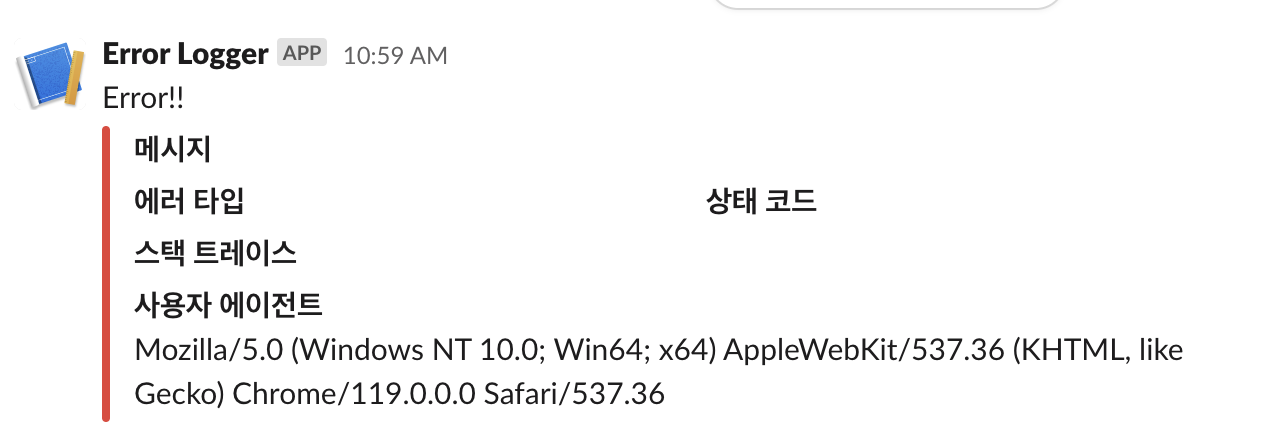 Error Logger APP 10:59 AM
Error!!
메시지
에러 타입 상태 코드
스택 트레이스
사용자 에이전트
Mozilla/5.0 (Windows NT 10.0; Win64; x64) AppleWebKit/537.36 (KHTML, like
Gecko) Chrome/119.0.0.0 Safari/537.36